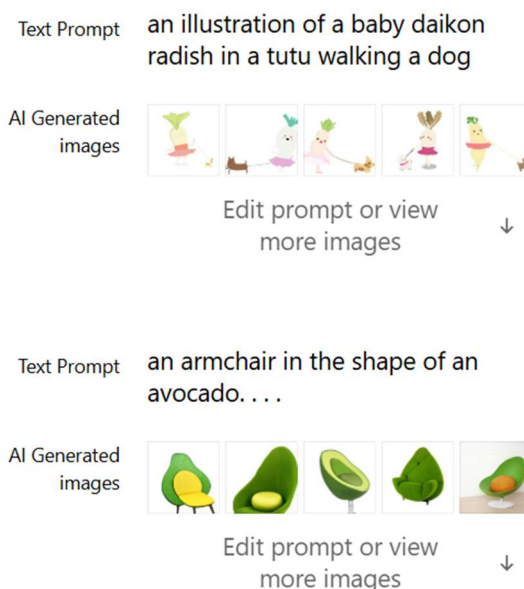 Text Prompt
an illustration of a baby daikon
radish in a tutu walking a dog
AI Generated
images
Edit prompt or view
more images
↓
Text Prompt
an armchair in the shape of an
avocado. . . .
AI Generated
images
Edit prompt or view
more images
↓